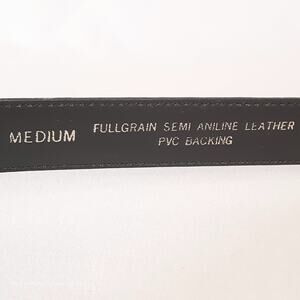 MEDIUM
FULLGRAIN SEMI ANILINE LEATHER
PVC BACKING